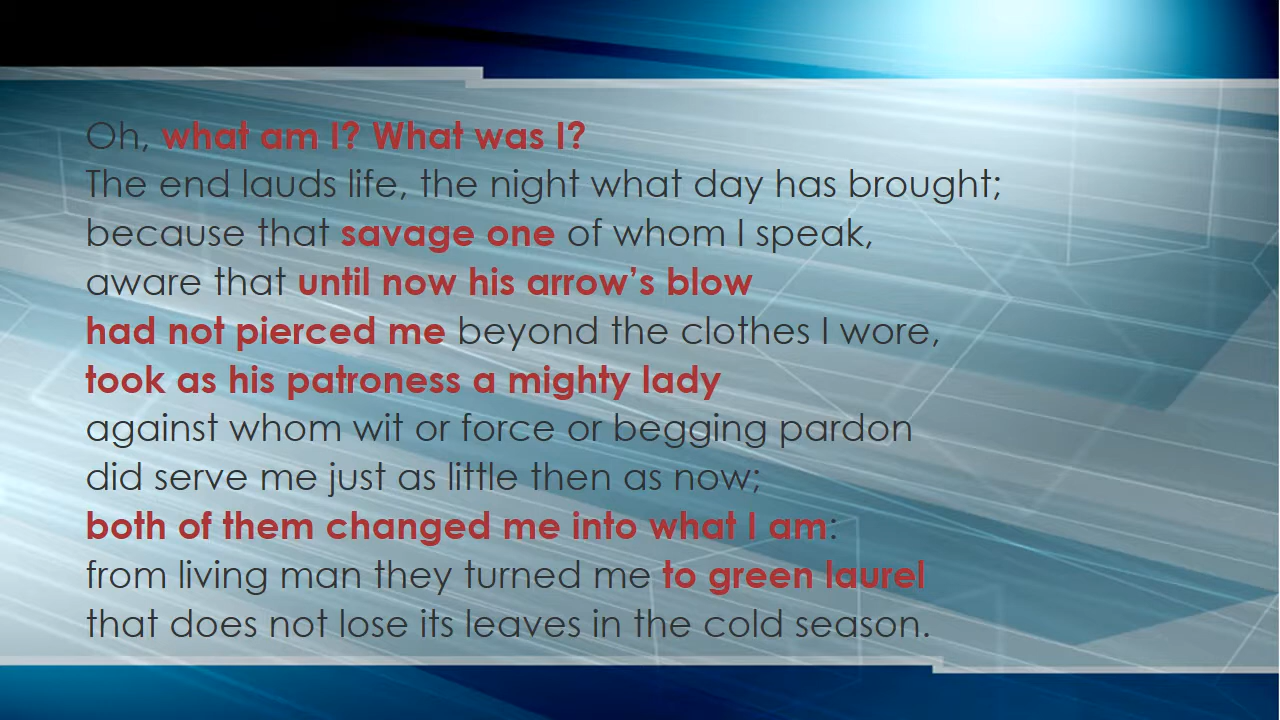 Oh, what am I? What was I?
The end lauds life, the night what day has brought;
because that savage one of whom I speak,
aware that until now his arrow’s blow
had not pierced me beyond the clothes I wore,
took as his patroness a mighty lady
against whom wit or force or begging pardon
did serve me just as little then as now;
both of them changed me into what I am:
from living man they turned me to green laurel
that does not lose its leaves in the cold season.